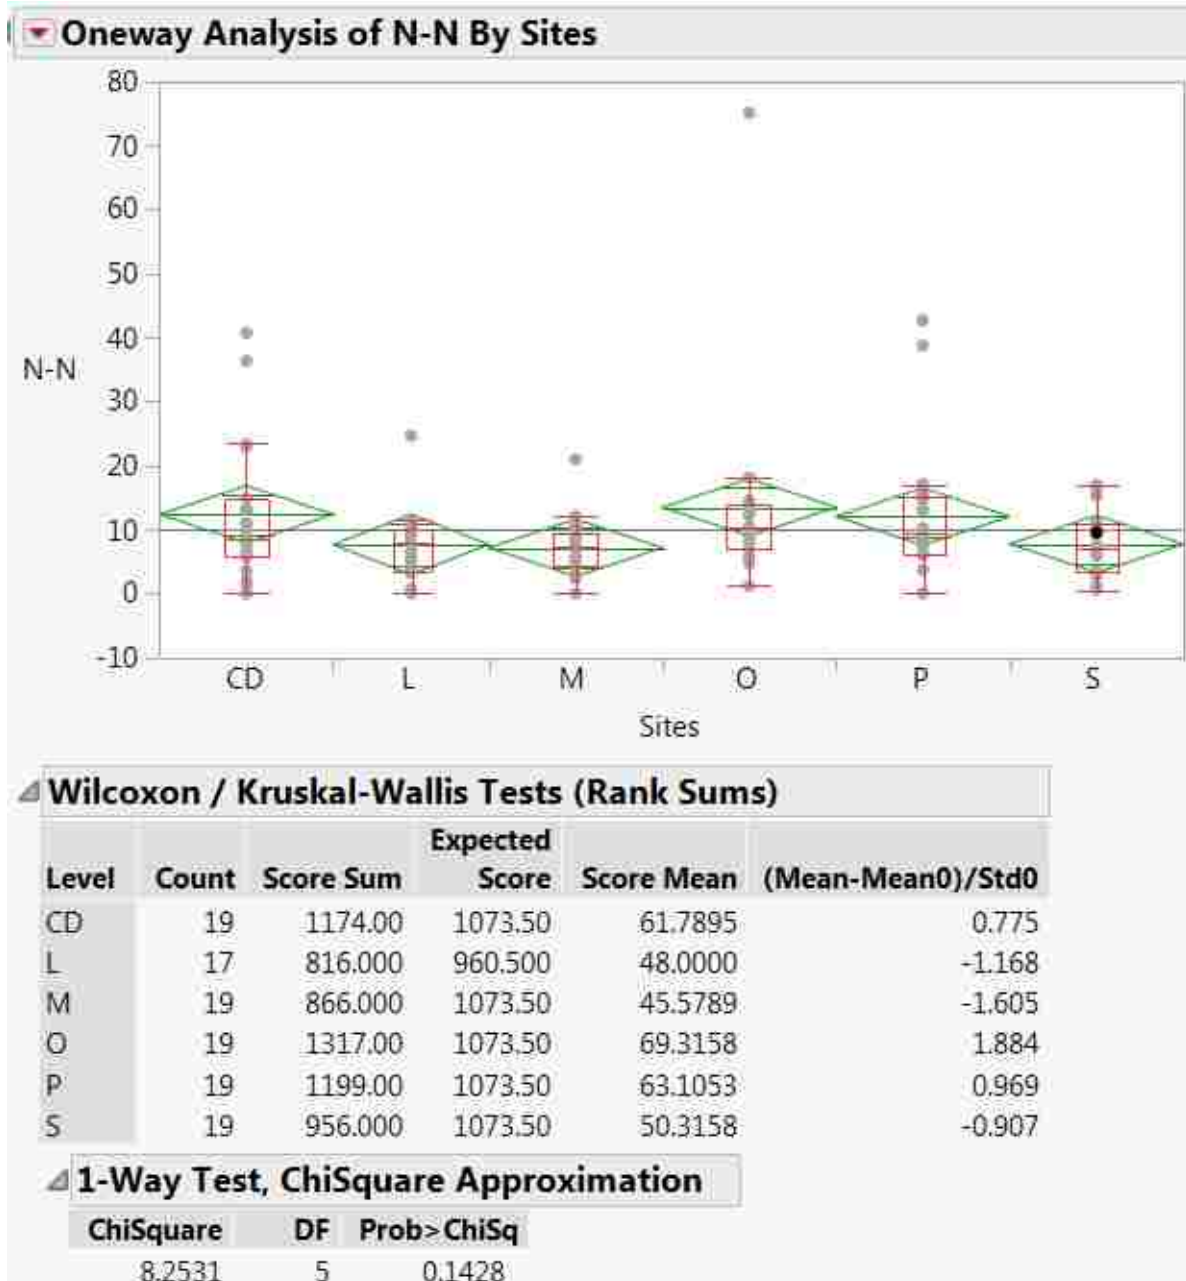 Oneway Analysis of N-N By Sites
80
70
60
50
40
N-N
30
20
10
0
-10
CD L M O P S
Sites
Wilcoxon / Kruskal-Wallis Tests (Rank Sums)
Expected
Level Count Score Sum Score Score Mean (Mean-Mean0)/Std0
CD 19 1174.00 1073.50 61.7895 0.775
L 17 816.000 960.500 48.0000 -1.168
M 19 866.000 1073.50 45.5789 -1.605
O 19 1317.00 1073.50 69.3158 1.884
P 19 1199.00 1073.50 63.1053 0.969
S 19 956.000 1073.50 50.3158 -0.907
1-Way Test, ChiSquare Approximation
ChiSquare DF Prob>ChiSq
8.2531 5 0.1428